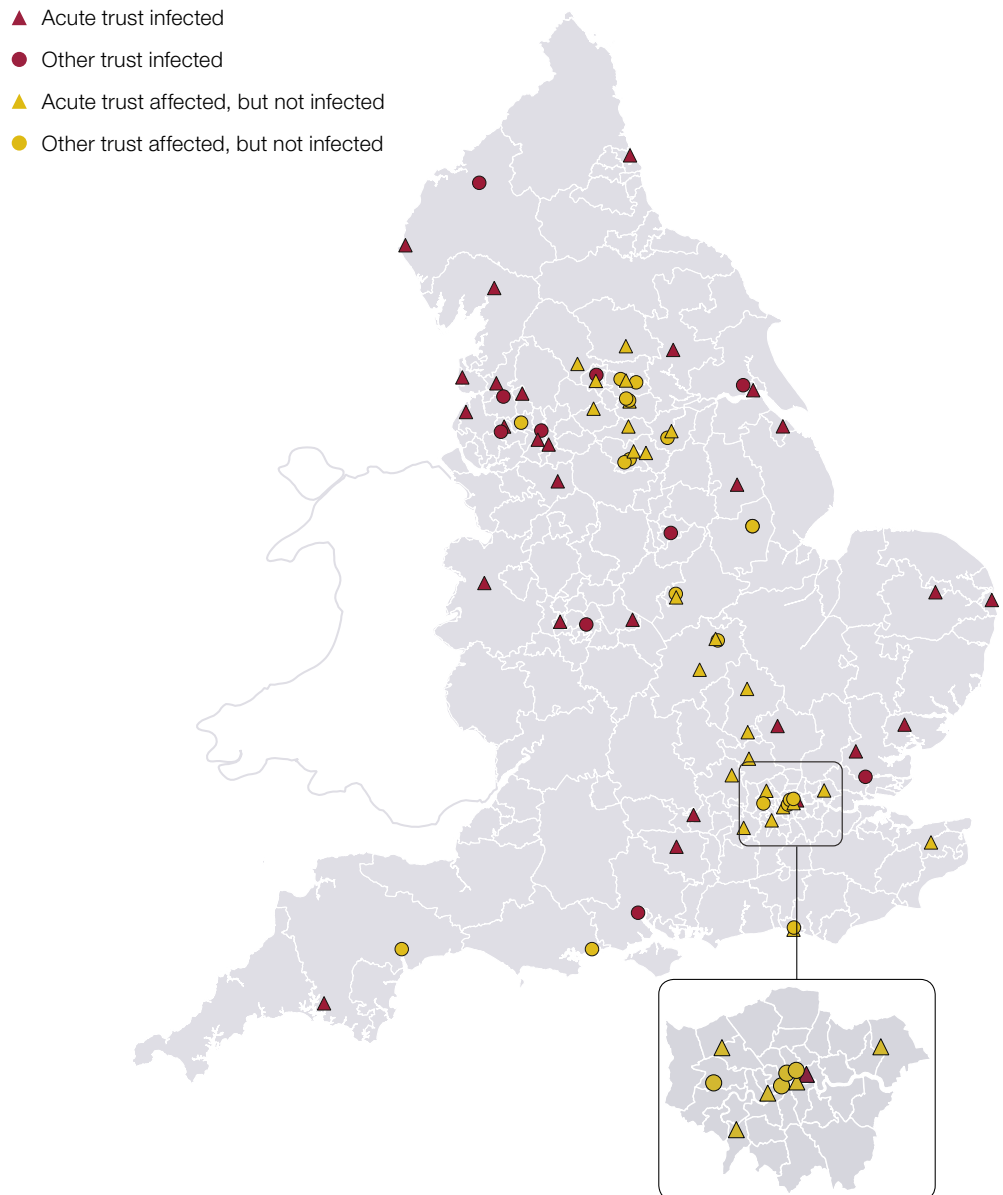 Acute trust infected
Other trust infected
Acute trust affected, but not infected
Other trust affected, but not infected